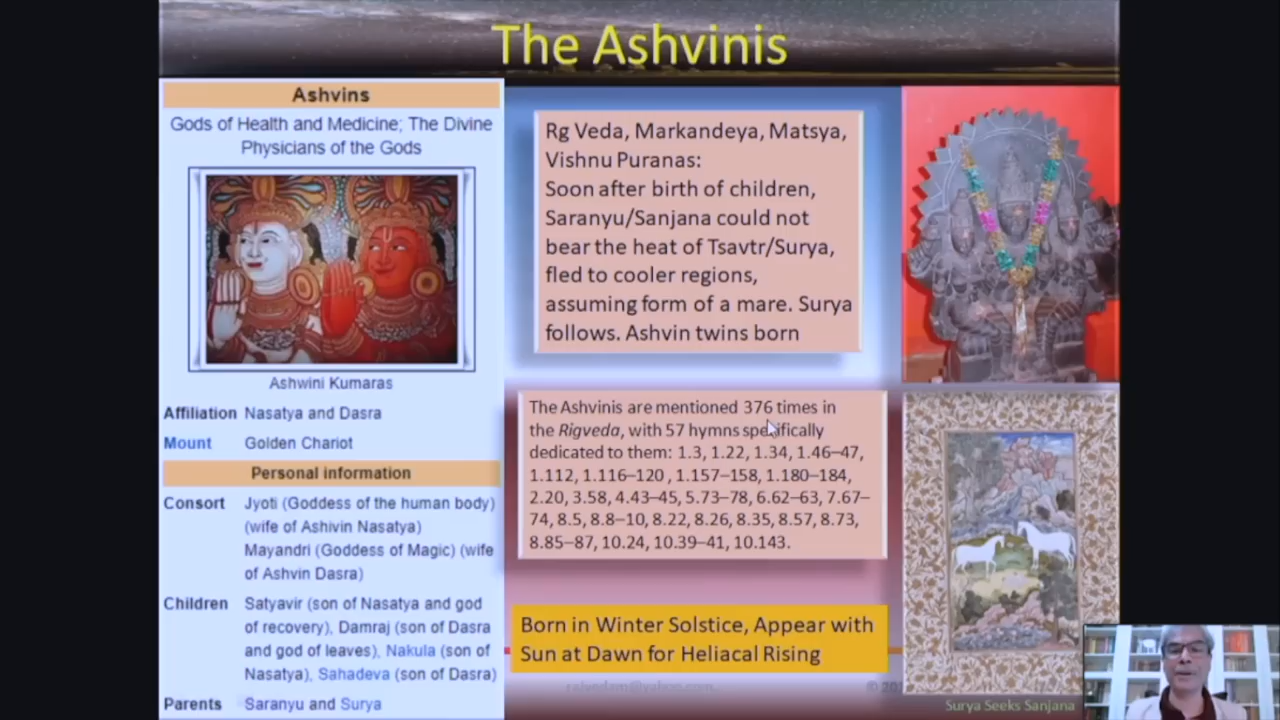 The Ashvinis
Ashvins
Gods of Health and Medicine; The Divine
Physicians of the Gods
Ashwini Kumaras
Affiliation Nasatya and Dasra
Mount Golden Chariot
Personal information
Consort Jyoti (Goddess of the human body)
(wife of Ashivin Nasatya)
Mayandri (Goddess of Magic) (wife
of Ashvin Dasra)
Children Satyavir (son of Nasatya and god
of recovery), Damraj (son of Dasra
and god of leaves), Nakula (son of
Nasatya), Sahadeva (son of Dasra)
Parents Saranyu and Surya
Rg Veda, Markandeya, Matsya,
Vishnu Puranas:
Soon after birth of children,
Saranyu/Sanjana could not
bear the heat of Tsavtr/Surya,
fled to cooler regions,
assuming form of a mare. Surya
follows. Ashvin twins born
The Ashvinis are mentioned 376 times in
the Rigveda, with 57 hymns specifically
dedicated to them: 1.3, 1.22, 1.34, 1.46–47,
1.112, 1.116–120 , 1.157–158, 1.180–184,
2.20, 3.58, 4.43–45, 5.73–78, 6.62–63, 7.67–
74, 8.5, 8.8–10, 8.22, 8.26, 8.35, 8.57, 8.73,
8.85–87, 10.24, 10.39–41, 10.143.
Born in Winter Solstice, Appear with
Sun at Dawn for Heliacal Rising
Surya Seeks Sanjana